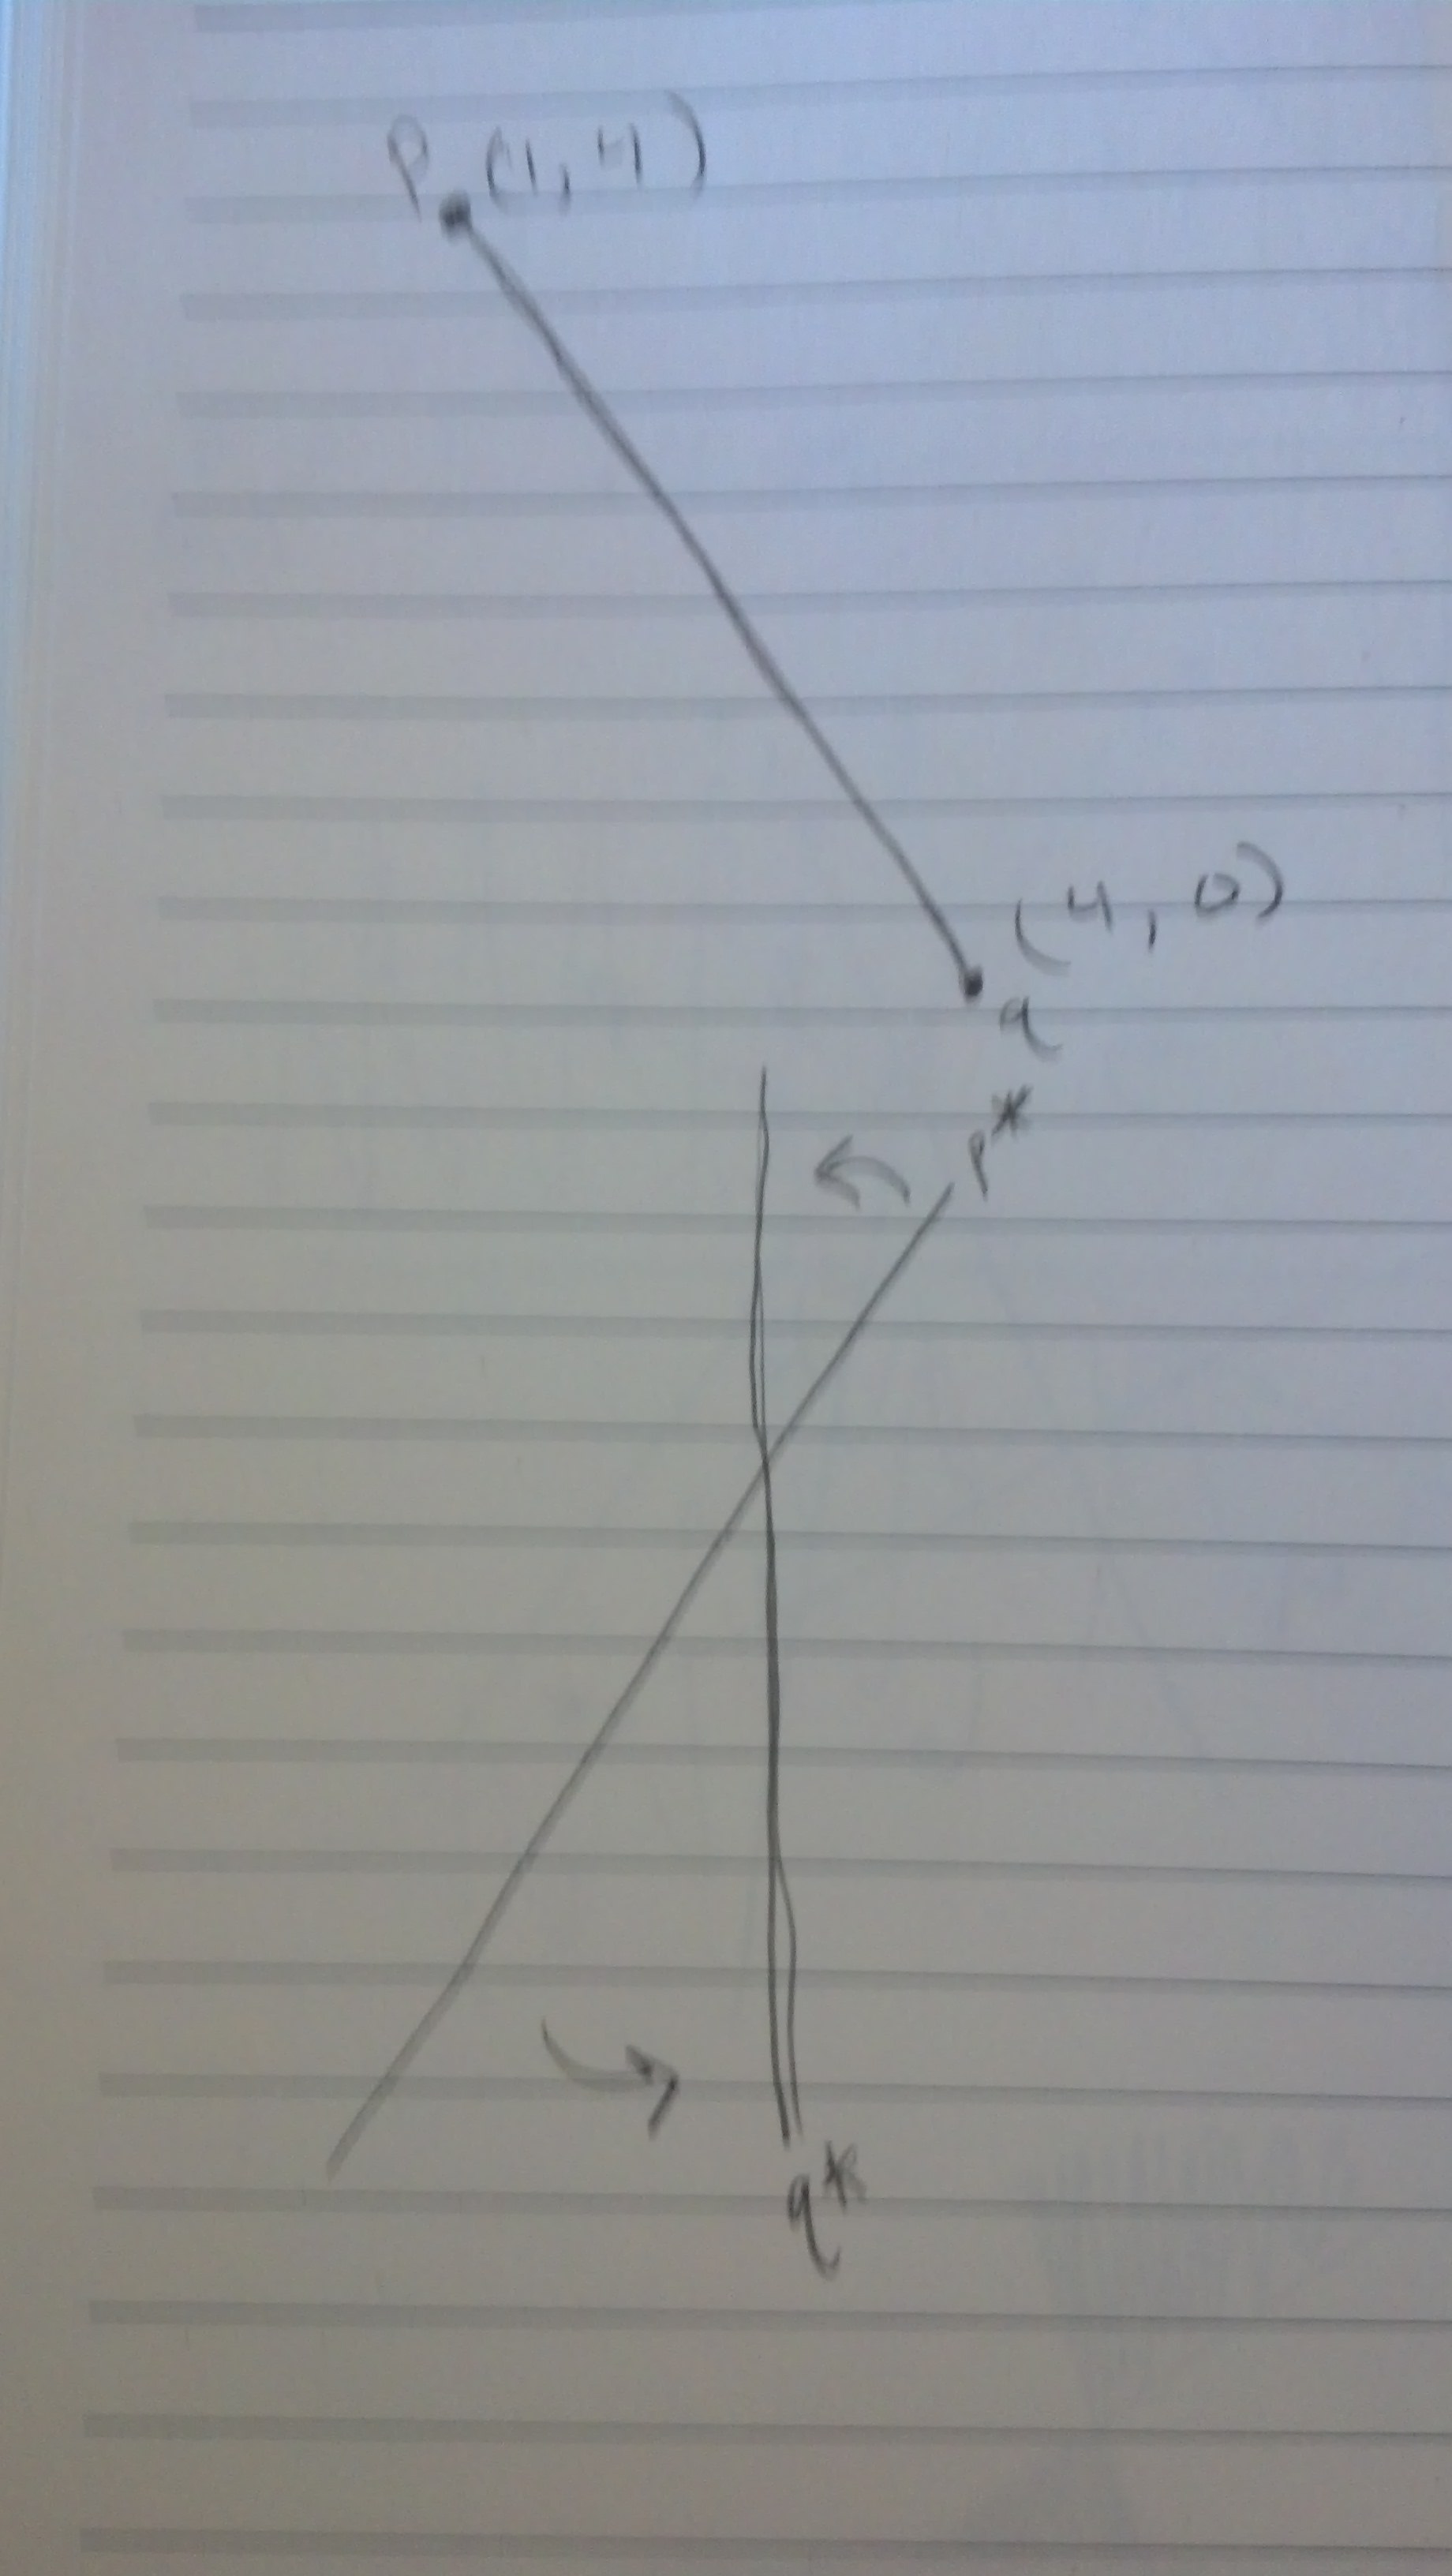 P (1, 4)
(4, 0)
q
P*
q*